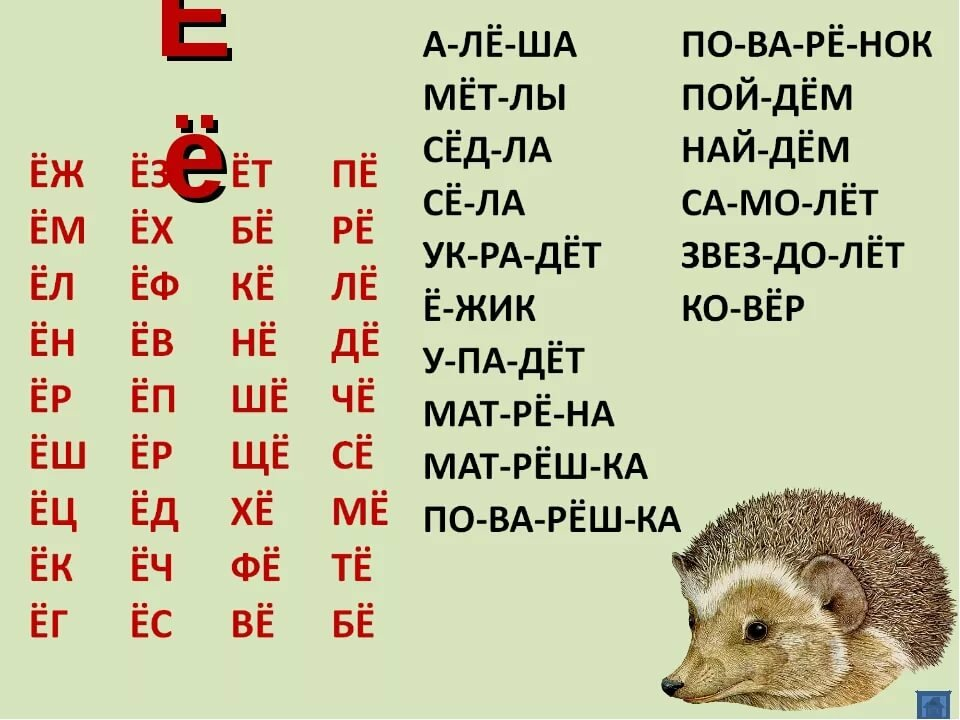 Ё
ё
ЁЖ ЁЗ ЁТ ПЁ
ЁМ ЁХ БЁ РЁ
ЁЛ ЁФ КЁ ЛЁ
ЁН ЁВ НЁ ДЁ
ЁР ЁП ШЁ ЧЁ
ЁШ ЁР ЩЁ СЁ
ЁЦ ЁД ХЁ МЁ
ЁК ЁЧ ФЁ ТЁ
ЁГ ЁС ВЁ БЁ
А-ЛЁ-ША
МЁТ-ЛЫ
СЁД-ЛА
СЁ-ЛА
УК-РА-ДЁТ
Ё-ЖИК
У-ПА-ДЁТ
МАТ-РЁ-НА
МАТ-РЁШ-КА
ПО-ВА-РЁШ-КА
ПО-ВА-РЁ-НОК
ПОЙ-ДЁМ
НАЙ-ДЁМ
СА-МО-ЛЁТ
ЗВЕЗ-ДО-ЛЁТ
КО-ВЁР